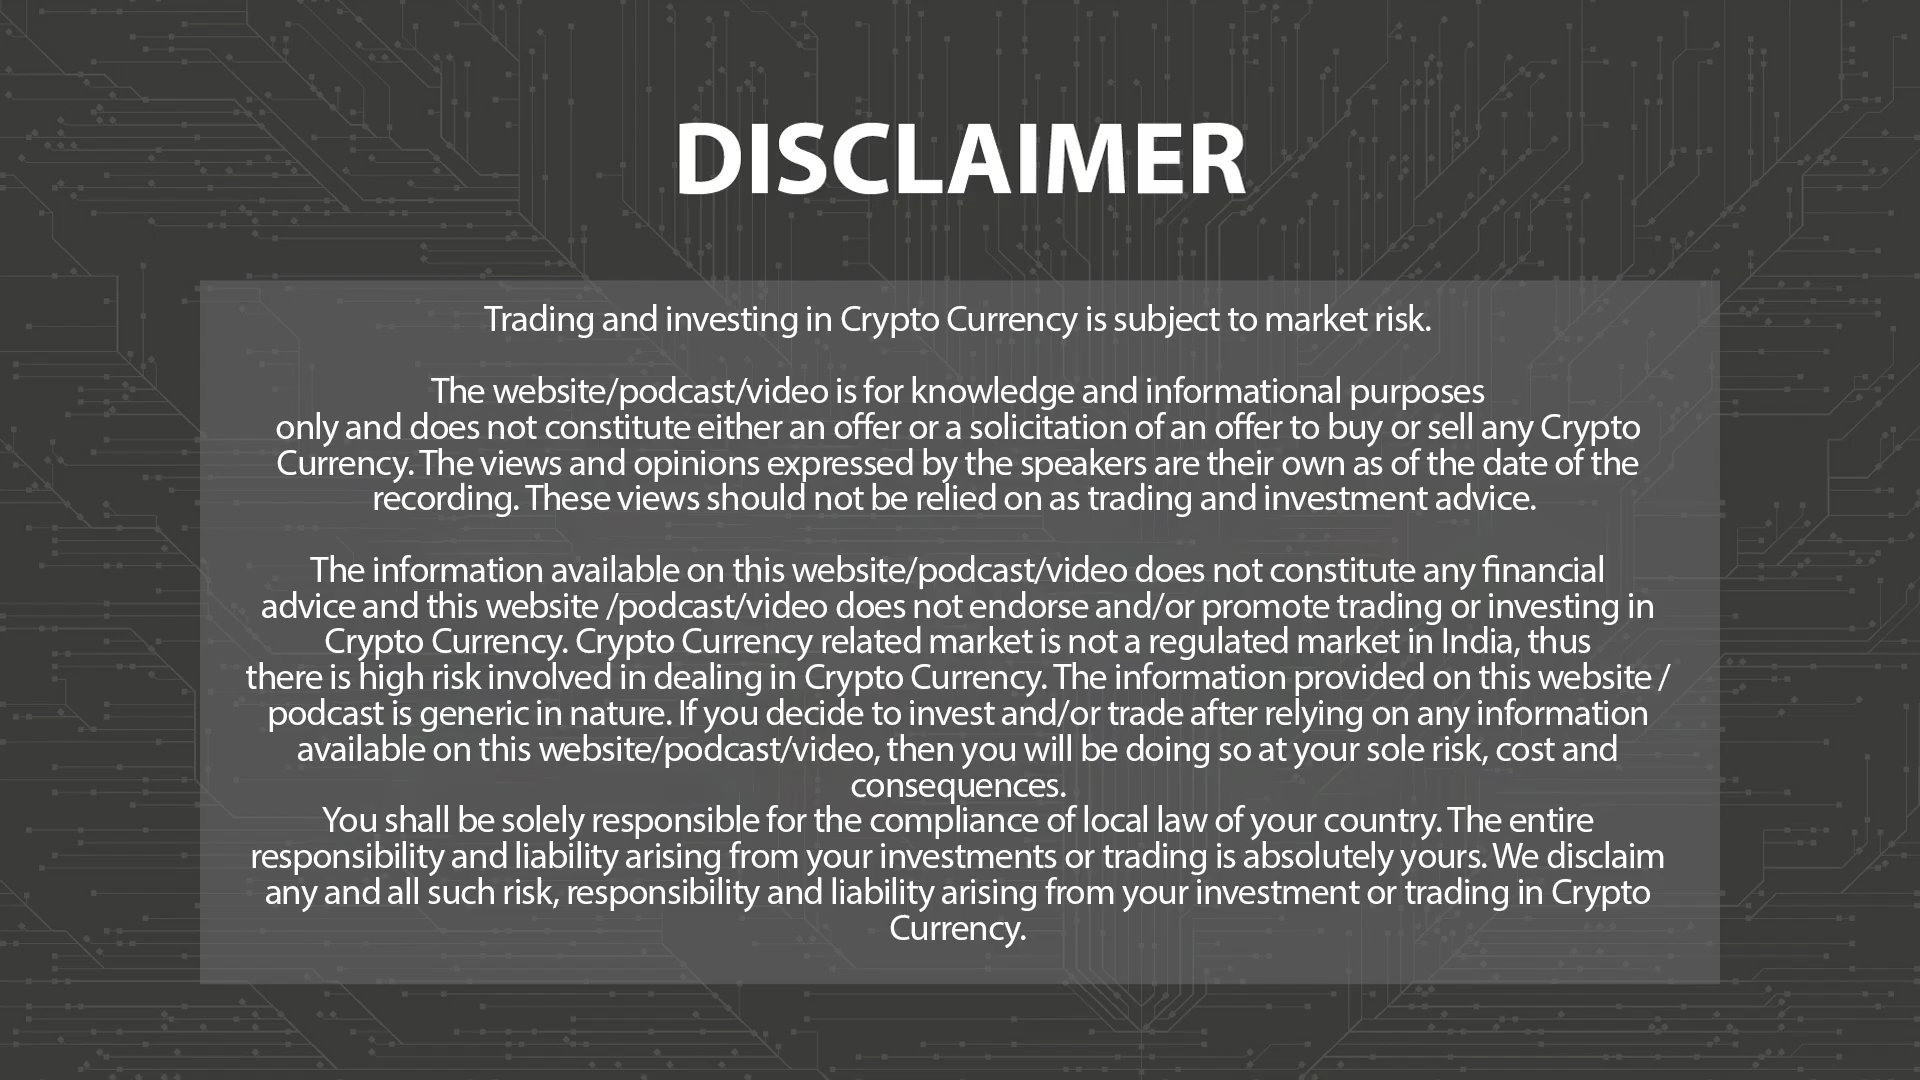 DISCLAIMER
Trading and investing in Crypto Currency is subject to market risk.
The website/podcast/video is for knowledge and informational purposes
only and does not constitute either an offer or a solicitation of an offer to buy or sell any Crypto
Currency. The views and opinions expressed by the speakers are their own as of the date of the
recording. These views should not be relied on as trading and investment advice.
The information available on this website/podcast/video does not constitute any financial
advice and this website /podcast/video does not endorse and/or promote trading or investing in
Crypto Currency. Crypto Currency related market is not a regulated market in India, thus
there is high risk involved in dealing in Crypto Currency. The information provided on this website /
podcast is generic in nature. If you decide to invest and/or trade after relying on any information
available on this website/podcast/video, then you will be doing so at your sole risk, cost and
consequences.
You shall be solely responsible for the compliance of local law of your country. The entire
responsibility and liability arising from your investments or trading is absolutely yours. We disclaim
any and all such risk, responsibility and liability arising from your investment or trading in Crypto
Currency.